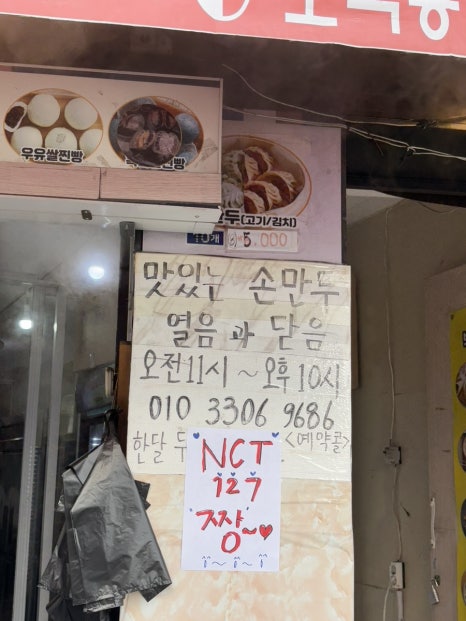 우유쌀찐빵
찐빵
두(고기/김치)
10개 5,000
맛있는 손만두
열음 과 닫음
오전 11시 ~ 오후 10시
010 3306 9686
한달 <예약콜>
NCT
127
짱~♥